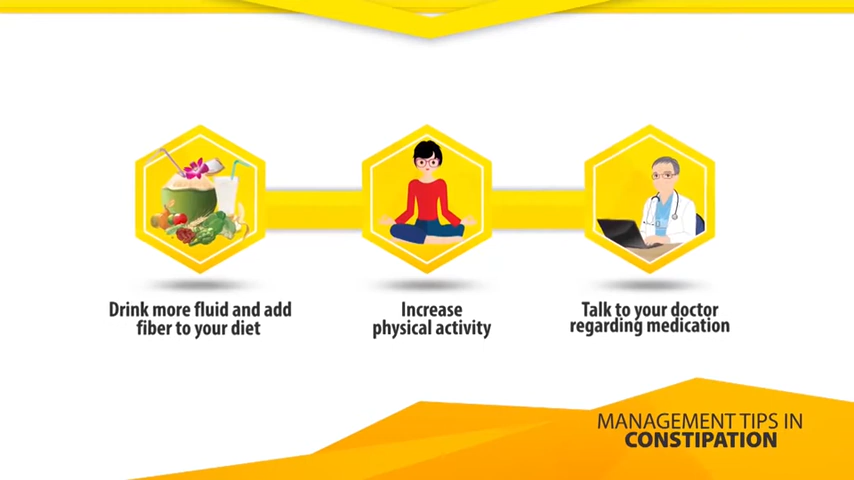 Drink more fluid and add
fiber to your diet
Increase
physical activity
Talk to your doctor
regarding medication
MANAGEMENT TIPS IN
CONSTIPATION